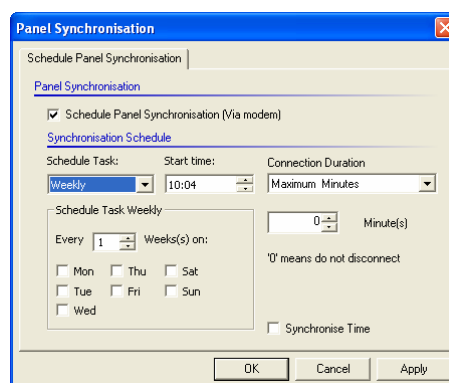 Panel Synchronisation
Schedule Panel Synchronisation
Panel Synchronisation
Schedule Panel Synchronisation (Via modem)
Synchronisation Schedule
Schedule Task: Start time: Connection Duration
Weekly 10:04 Maximum Minutes
Schedule Task Weekly
Every 1 Weeks(s) on:
0 Minute(s)
Mon Thu Sat
'0' means do not disconnect
Tue Fri Sun
Wed
Synchronise Time
OK Cancel Apply